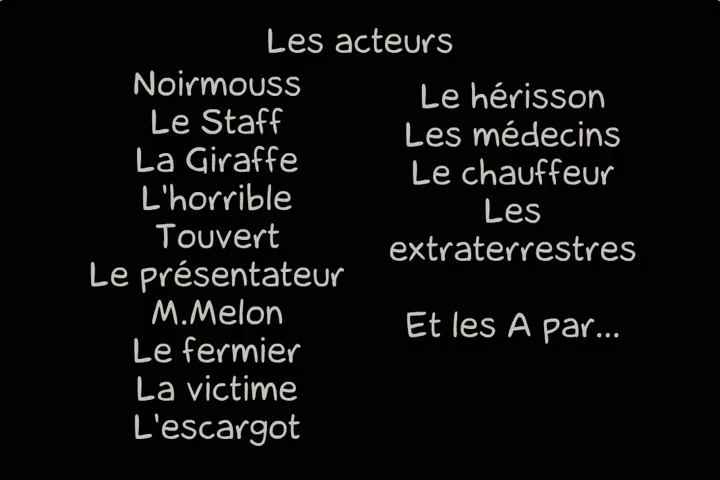 Les acteurs
Noirmouss
Le Staff
La Giraffe
L'horrible
Touvert
Le présentateur
M.Melon
Le fermier
La victime
L'escargot
Le hérisson
Les médecins
Le chauffeur
Les
extraterrestres
Et les A par...